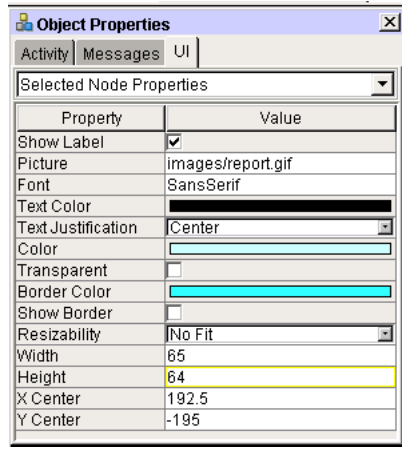 Object Properties
Activity Messages UI
Selected Node Properties
Property Value
Show Label
Picture images/report.gif
Font SansSerif
Text Color
Text Justification Center
Color
Transparent
Border Color
Show Border
Resizability No Fit
Width 65
Height 64
X Center 192.5
Y Center -195